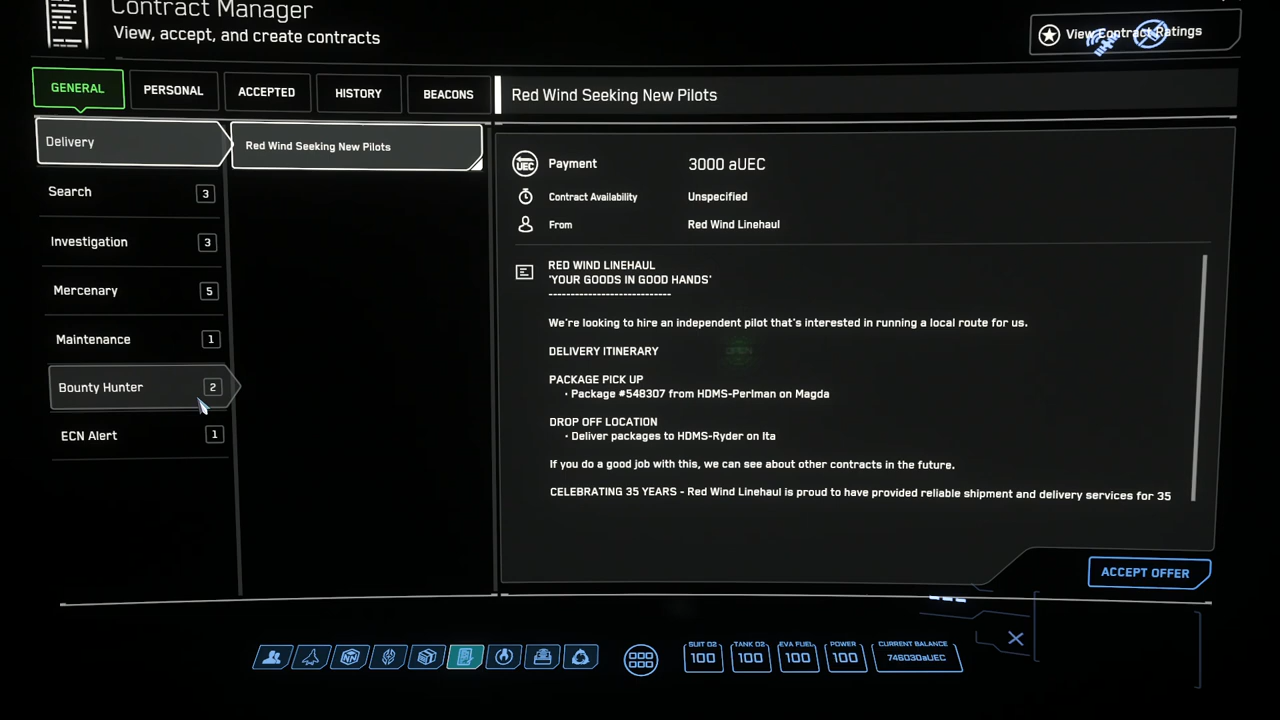 Contract Manager
View, accept, and create contracts
View Contract Ratings
GENERAL
PERSONAL
ACCEPTED
HISTORY
BEACONS
Delivery
Search
3
Investigation
3
Mercenary
5
Maintenance
1
Bounty Hunter
2
ECN Alert
1
Red Wind Seeking New Pilots
Red Wind Seeking New Pilots
UEC
Payment
3000 aUEC
Contract Availability
Unspecified
From
Red Wind Linehaul
RED WIND LINEHAUL
'YOUR GOODS IN GOOD HANDS'
----------------------------
We're looking to hire an independent pilot that's interested in running a local route for us.
DELIVERY ITINERARY
OPEN
PACKAGE PICK UP
· Package #548307 from HDMS-Perlman on Magda
DROP OFF LOCATION
· Deliver packages to HDMS-Ryder on Ita
If you do a good job with this, we can see about other contracts in the future.
CELEBRATING 35 YEARS - Red Wind Linehaul is proud to have provided reliable shipment and delivery services for 35
ACCEPT OFFER
SUIT O2
100
TANK O2
100
EVA FUEL
100
POWER
100
CURRENT BALANCE
746030aUEC